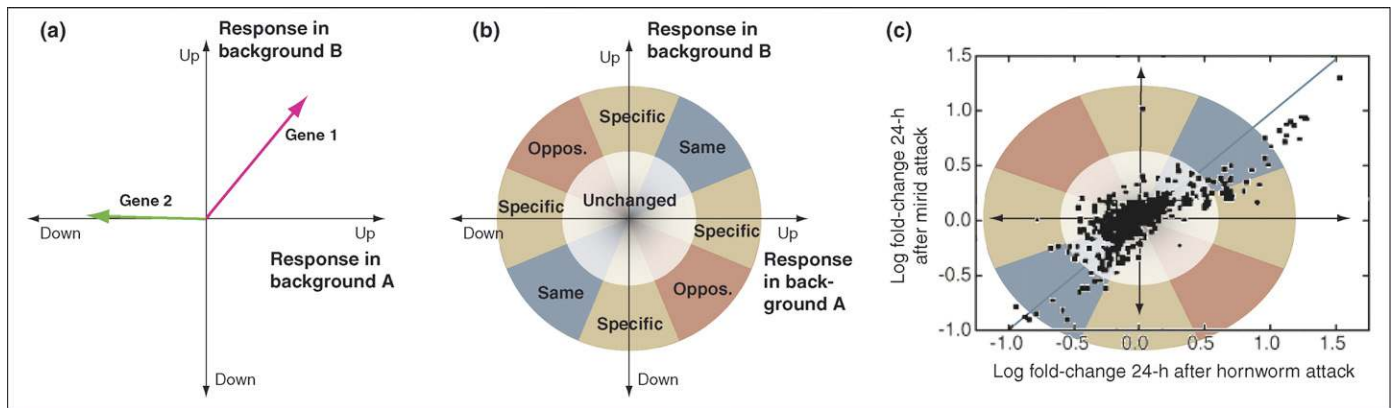 (a)
Response in
background B
Up
Gene 1
Gene 2
Down
Up
Response in
background A
Down
(b)
Response in
background B
Up
Specific
Oppos.
Same
Unchanged
Specific
Specific
Down
Up
Response
in back-
ground A
Same
Oppos.
Specific
Down
(c)
Log fold-change 24-h
after mirid attack
1.5
1.0
0.5
0.0
-0.5
-1.0
-1.0
-0.5
0.0
0.5
1.0
1.5
Log fold-change 24-h after hornworm attack